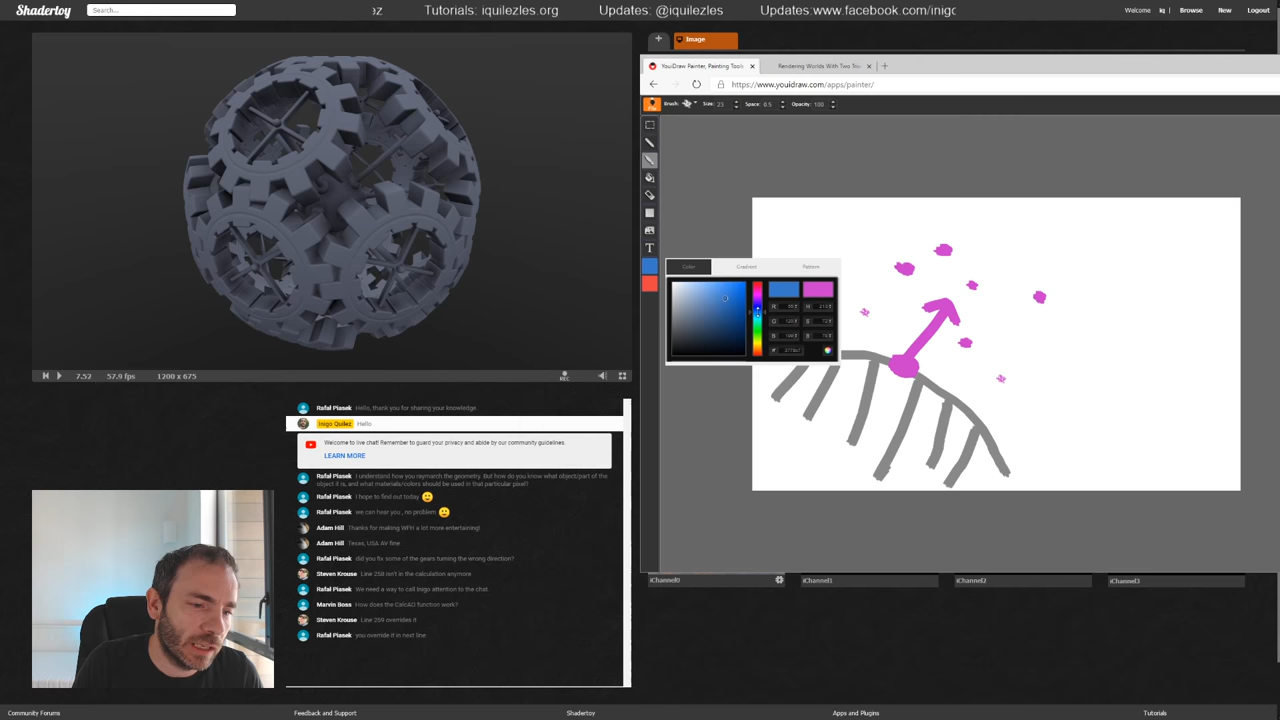 Shadertoy
Search...
Tutorials: iquilezles org
Updates: @iquilezles
Updates:www.facebook.com/inigo
Welcome iq | Browse New Logout
Image
YouiDraw Painter, Painting Tools
Rendering Worlds With Two Tri
https://www.youidraw.com/apps/painter/
Brush: Size: 23 Space: 0.5 Opacity: 100
Color Gradient Pattern
7.52 57.9 fps 1200 x 675
REC
Rafal Piasek Hello, thank you for sharing your knowledge.
Inigo Quilez Hello
Welcome to live chat! Remember to guard your privacy and abide by our community guidelines.
LEARN MORE
Rafal Piasek I understand how you raymarch the geometry. But how do you know what object/part of the
object it is, and what materials/colors should be used in that particular pixel?
Rafal Piasek I hope to find out today
Rafal Piasek we can hear you , no problem
Adam Hill Thanks for making WFH a lot more entertaining!
Adam Hill Texas, USA AV fine
Rafal Piasek did you fix some of the gears turning the wrong direction?
Steven Krouse Line 258 isn't in the calculation anymore
Rafal Piasek We need a way to call Inigo attention to the chat.
Marvin Boss How does the CalcAO function work?
Steven Krouse Line 259 overrides it
Rafal Piasek you override it in next line
iChannel0
iChannel1
iChannel2
iChannel3
Community Forums
Feedback and Support
Shadertoy
Apps and Plugins
Tutorials